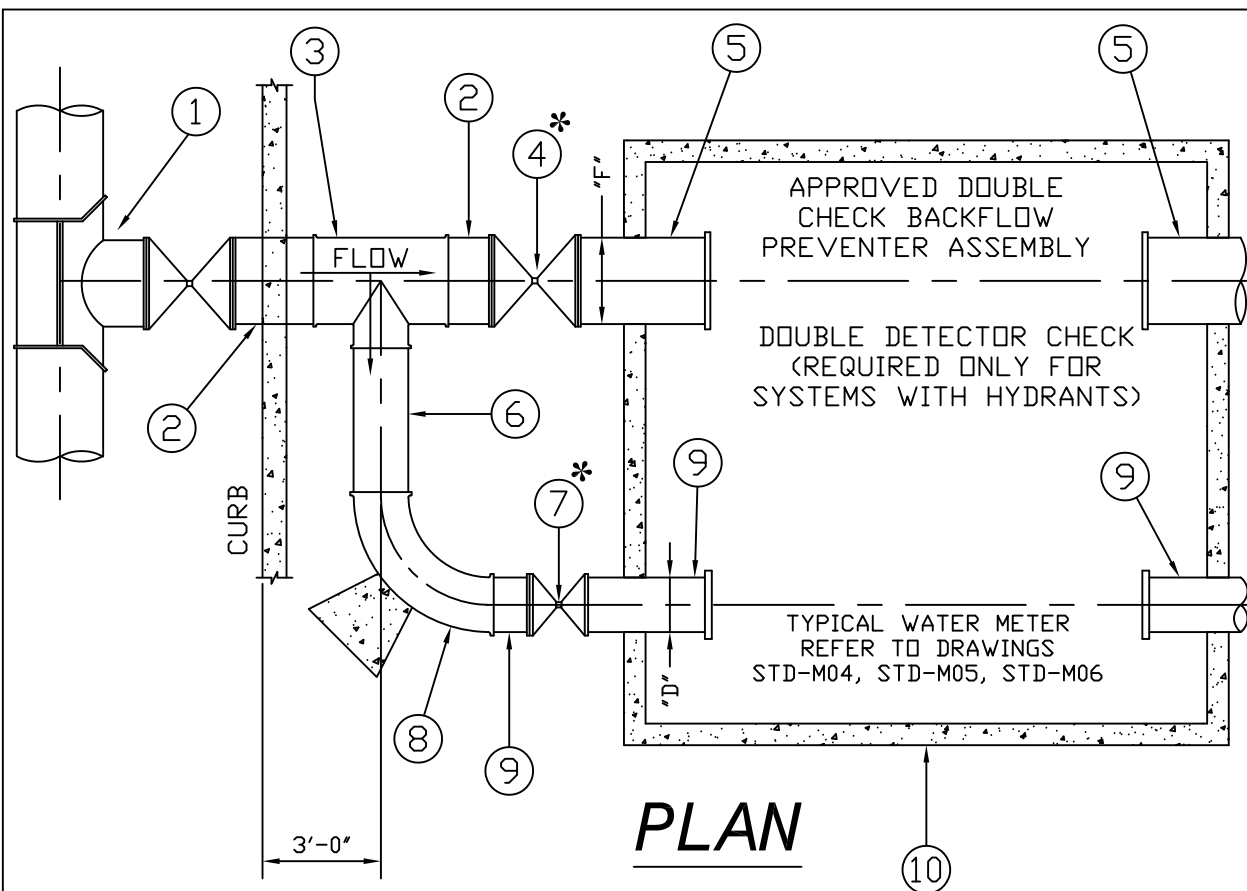 3
5
5
1
2
4*
"F"
APPROVED DOUBLE
CHECK BACKFLOW
PREVENTER ASSEMBLY
FLOW
DOUBLE DETECTOR CHECK
(REQUIRED ONLY FOR
SYSTEMS WITH HYDRANTS)
2
6
CURB
7*
9
9
"D"
TYPICAL WATER METER
REFER TO DRAWINGS
STD-M04, STD-M05, STD-M06
8
9
3'-0"
PLAN
10